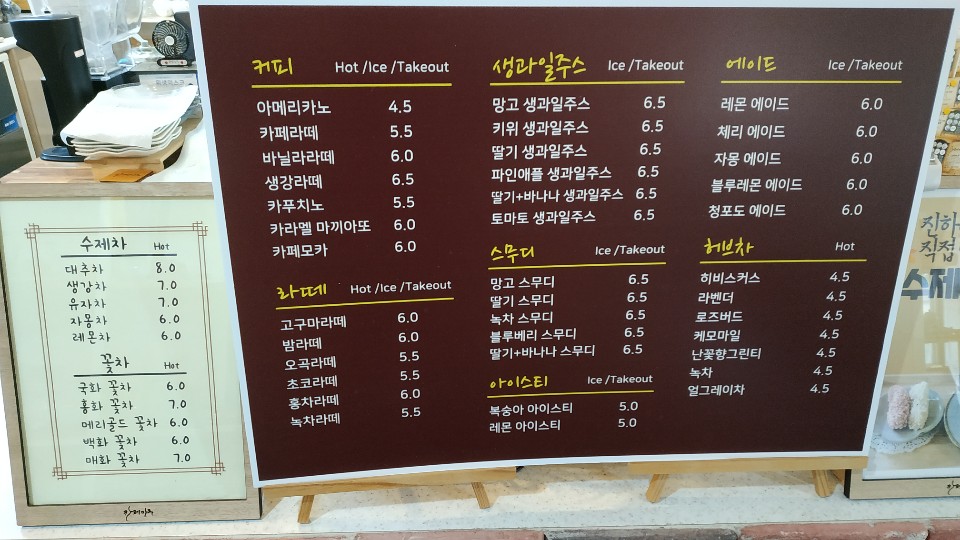 커피 Hot /Ice /Takeout
아메리카노 4.5
카페라떼 5.5
바닐라라떼 6.0
생강라떼 6.5
카푸치노 5.5
카라멜 마끼아또 6.0
카페모카 6.0
라떼 Hot /Ice /Takeout
고구마라떼 6.0
밤라떼 6.0
오곡라떼 5.5
초코라떼 5.5
홍차라떼 6.0
녹차라떼 5.5
생과일주스 Ice /Takeout
망고 생과일주스 6.5
키위 생과일주스 6.5
딸기 생과일주스 6.5
파인애플 생과일주스 6.5
딸기+바나나 생과일주스 6.5
토마토 생과일주스 6.5
스무디 Ice /Takeout
망고 스무디 6.5
딸기 스무디 6.5
녹차 스무디 6.5
블루베리 스무디 6.5
딸기+바나나 스무디 6.5
아이스티 Ice /Takeout
복숭아 아이스티 5.0
레몬 아이스티 5.0
에이드 Ice /Takeout
레몬 에이드 6.0
체리 에이드 6.0
자몽 에이드 6.0
블루레몬 에이드 6.0
청포도 에이드 6.0
허브차 Hot
히비스커스 4.5
라벤더 4.5
로즈버드 4.5
케모마일 4.5
난꽃향그린티 4.5
녹차 4.5
얼그레이차 4.5
수제차 Hot
대추차 8.0
생강차 7.0
유자차 7.0
자몽차 6.0
레몬차 6.0
꽃차 Hot
국화 꽃차 6.0
홍화 꽃차 7.0
메리골드 꽃차 6.0
백화 꽃차 6.0
매화 꽃차 7.0
진하
직접
수제